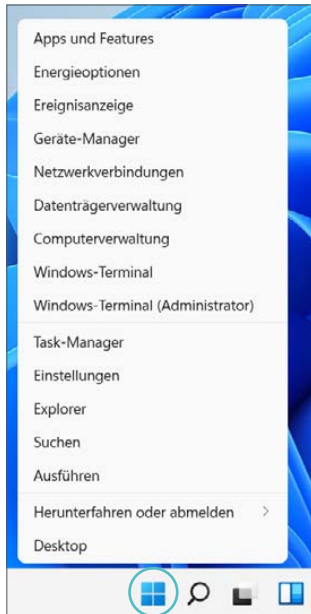 Apps und Features
Energieoptionen
Ereignisanzeige
Geräte-Manager
Netzwerkverbindungen
Datenträgerverwaltung
Computerverwaltung
Windows-Terminal
Windows-Terminal (Administrator)
Task-Manager
Einstellungen
Explorer
Suchen
Ausführen
Herunterfahren oder abmelden
Desktop